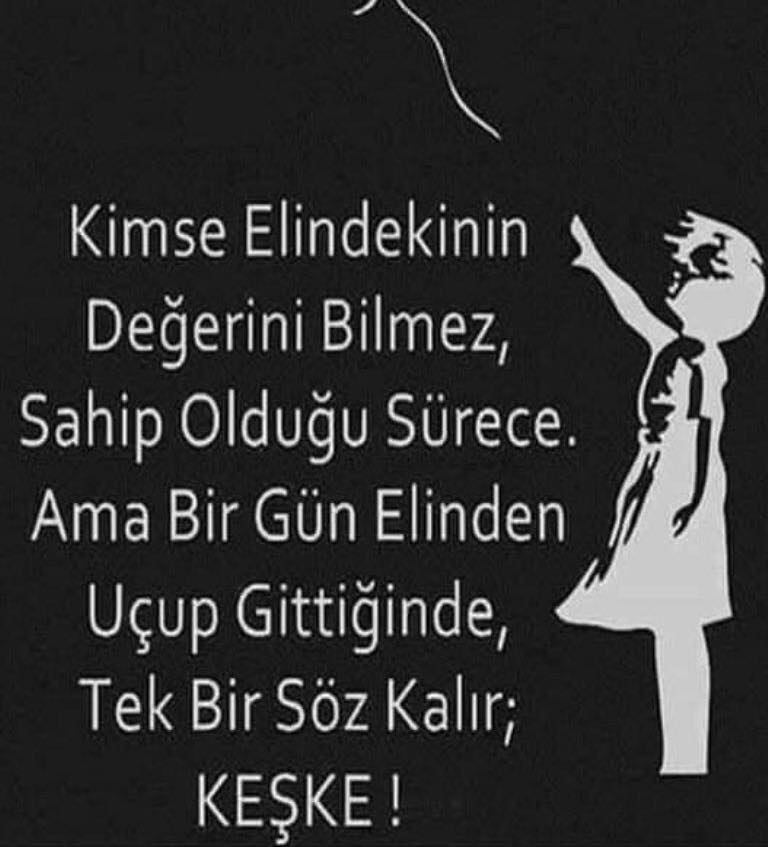 Kimse Elindekinin
Değerini Bilmez,
Sahip Olduğu Sürece.
Ama Bir Gün Elinden
Uçup Gittiğinde,
Tek Bir Söz Kalır;
KEŞKE !